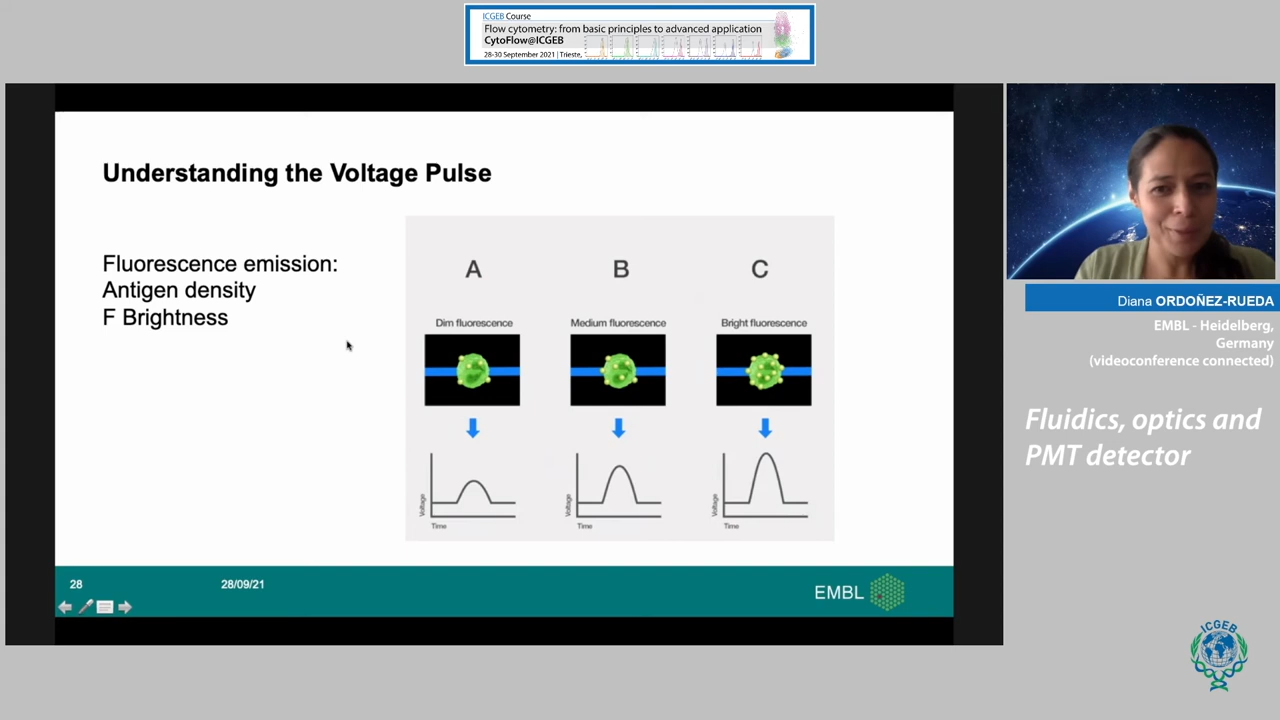 ICGEB Course
Flow cytometry: from basic principles to advanced application
CytoFlow@ICGEB
28-30 September 2021 | Trieste,
Understanding the Voltage Pulse
Fluorescence emission:
Antigen density
F Brightness
A
B
C
Dim fluorescence
Medium fluorescence
Bright fluorescence
Voltage
Time
Voltage
Time
Voltage
Time
28
28/09/21
EMBL
Diana ORDOÑEZ-RUEDA
EMBL - Heidelberg,
Germany
(videoconference connected)
Fluidics, optics and
PMT detector
ICGEB